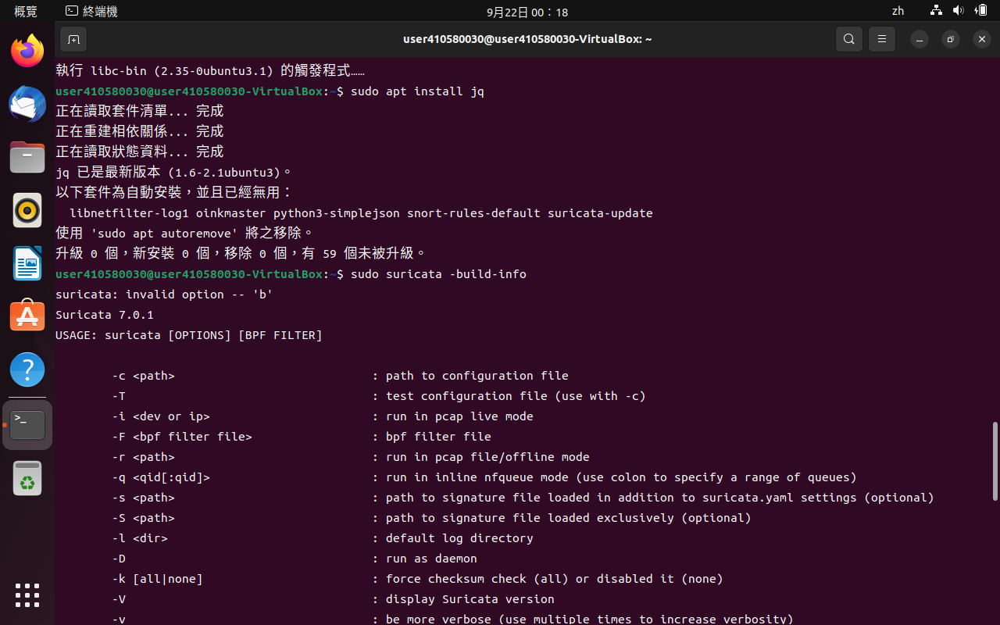 概覽
終端機
9月22日 00：18
zh
user410580030@user410580030-VirtualBox: ~
執行 libc-bin (2.35-0ubuntu3.1) 的觸發程式……
user410580030@user410580030-VirtualBox:~$ sudo apt install jq
正在讀取套件清單... 完成
正在重建相依關係... 完成
正在讀取狀態資料... 完成
jq 已是最新版本 (1.6-2.1ubuntu3)。
以下套件為自動安裝，並且已經無用：
libnetfilter-log1 oinkmaster python3-simplejson snort-rules-default suricata-update
使用 'sudo apt autoremove' 將之移除。
升級 0 個，新安裝 0 個，移除 0 個，有 59 個未被升級。
user410580030@user410580030-VirtualBox:~$ sudo suricata -build-info
suricata: invalid option -- 'b'
Suricata 7.0.1
USAGE: suricata [OPTIONS] [BPF FILTER]
-c <path> : path to configuration file
-T : test configuration file (use with -c)
-i <dev or ip> : run in pcap live mode
-F <bpf filter file> : bpf filter file
-r <path> : run in pcap file/offline mode
-q <qid[:qid]> : run in inline nfqueue mode (use colon to specify a range of queues)
-s <path> : path to signature file loaded in addition to suricata.yaml settings (optional)
-S <path> : path to signature file loaded exclusively (optional)
-l <dir> : default log directory
-D : run as daemon
-k [all|none] : force checksum check (all) or disabled it (none)
-V : display Suricata version
-v : be more verbose (use multiple times to increase verbosity)